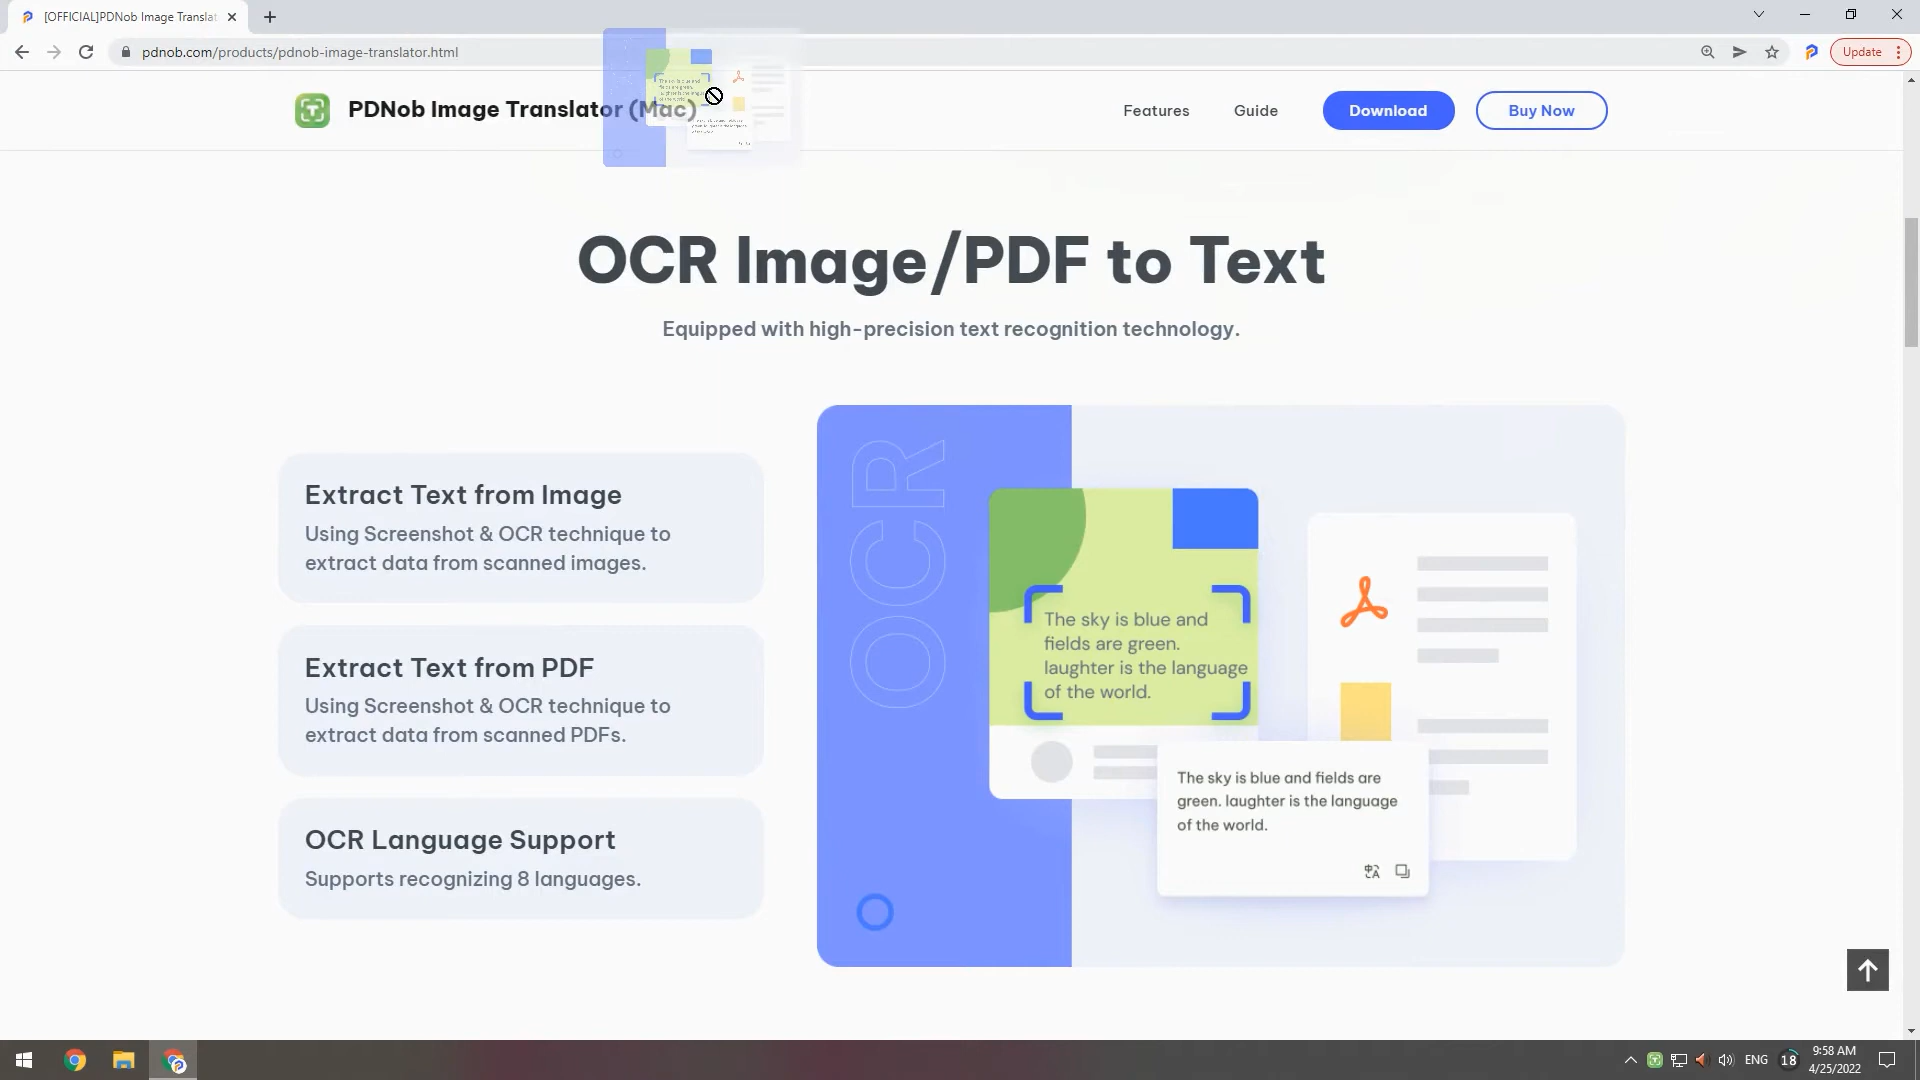 [OFFICIAL]PDNob Image Translat
pdnob.com/products/pdnob-image-translator.html
Update
PDNob Image Translator (Mac)
Features
Guide
Download
Buy Now
OCR Image/PDF to Text
Equipped with high-precision text recognition technology.
Extract Text from Image
Using Screenshot & OCR technique to
extract data from scanned images.
Extract Text from PDF
Using Screenshot & OCR technique to
extract data from scanned PDFs.
OCR Language Support
Supports recognizing 8 languages.
OCR
The sky is blue and
fields are green.
laughter is the language
of the world.
The sky is blue and fields are
green. laughter is the language
of the world.
ENG
18
9:58 AM
4/25/2022